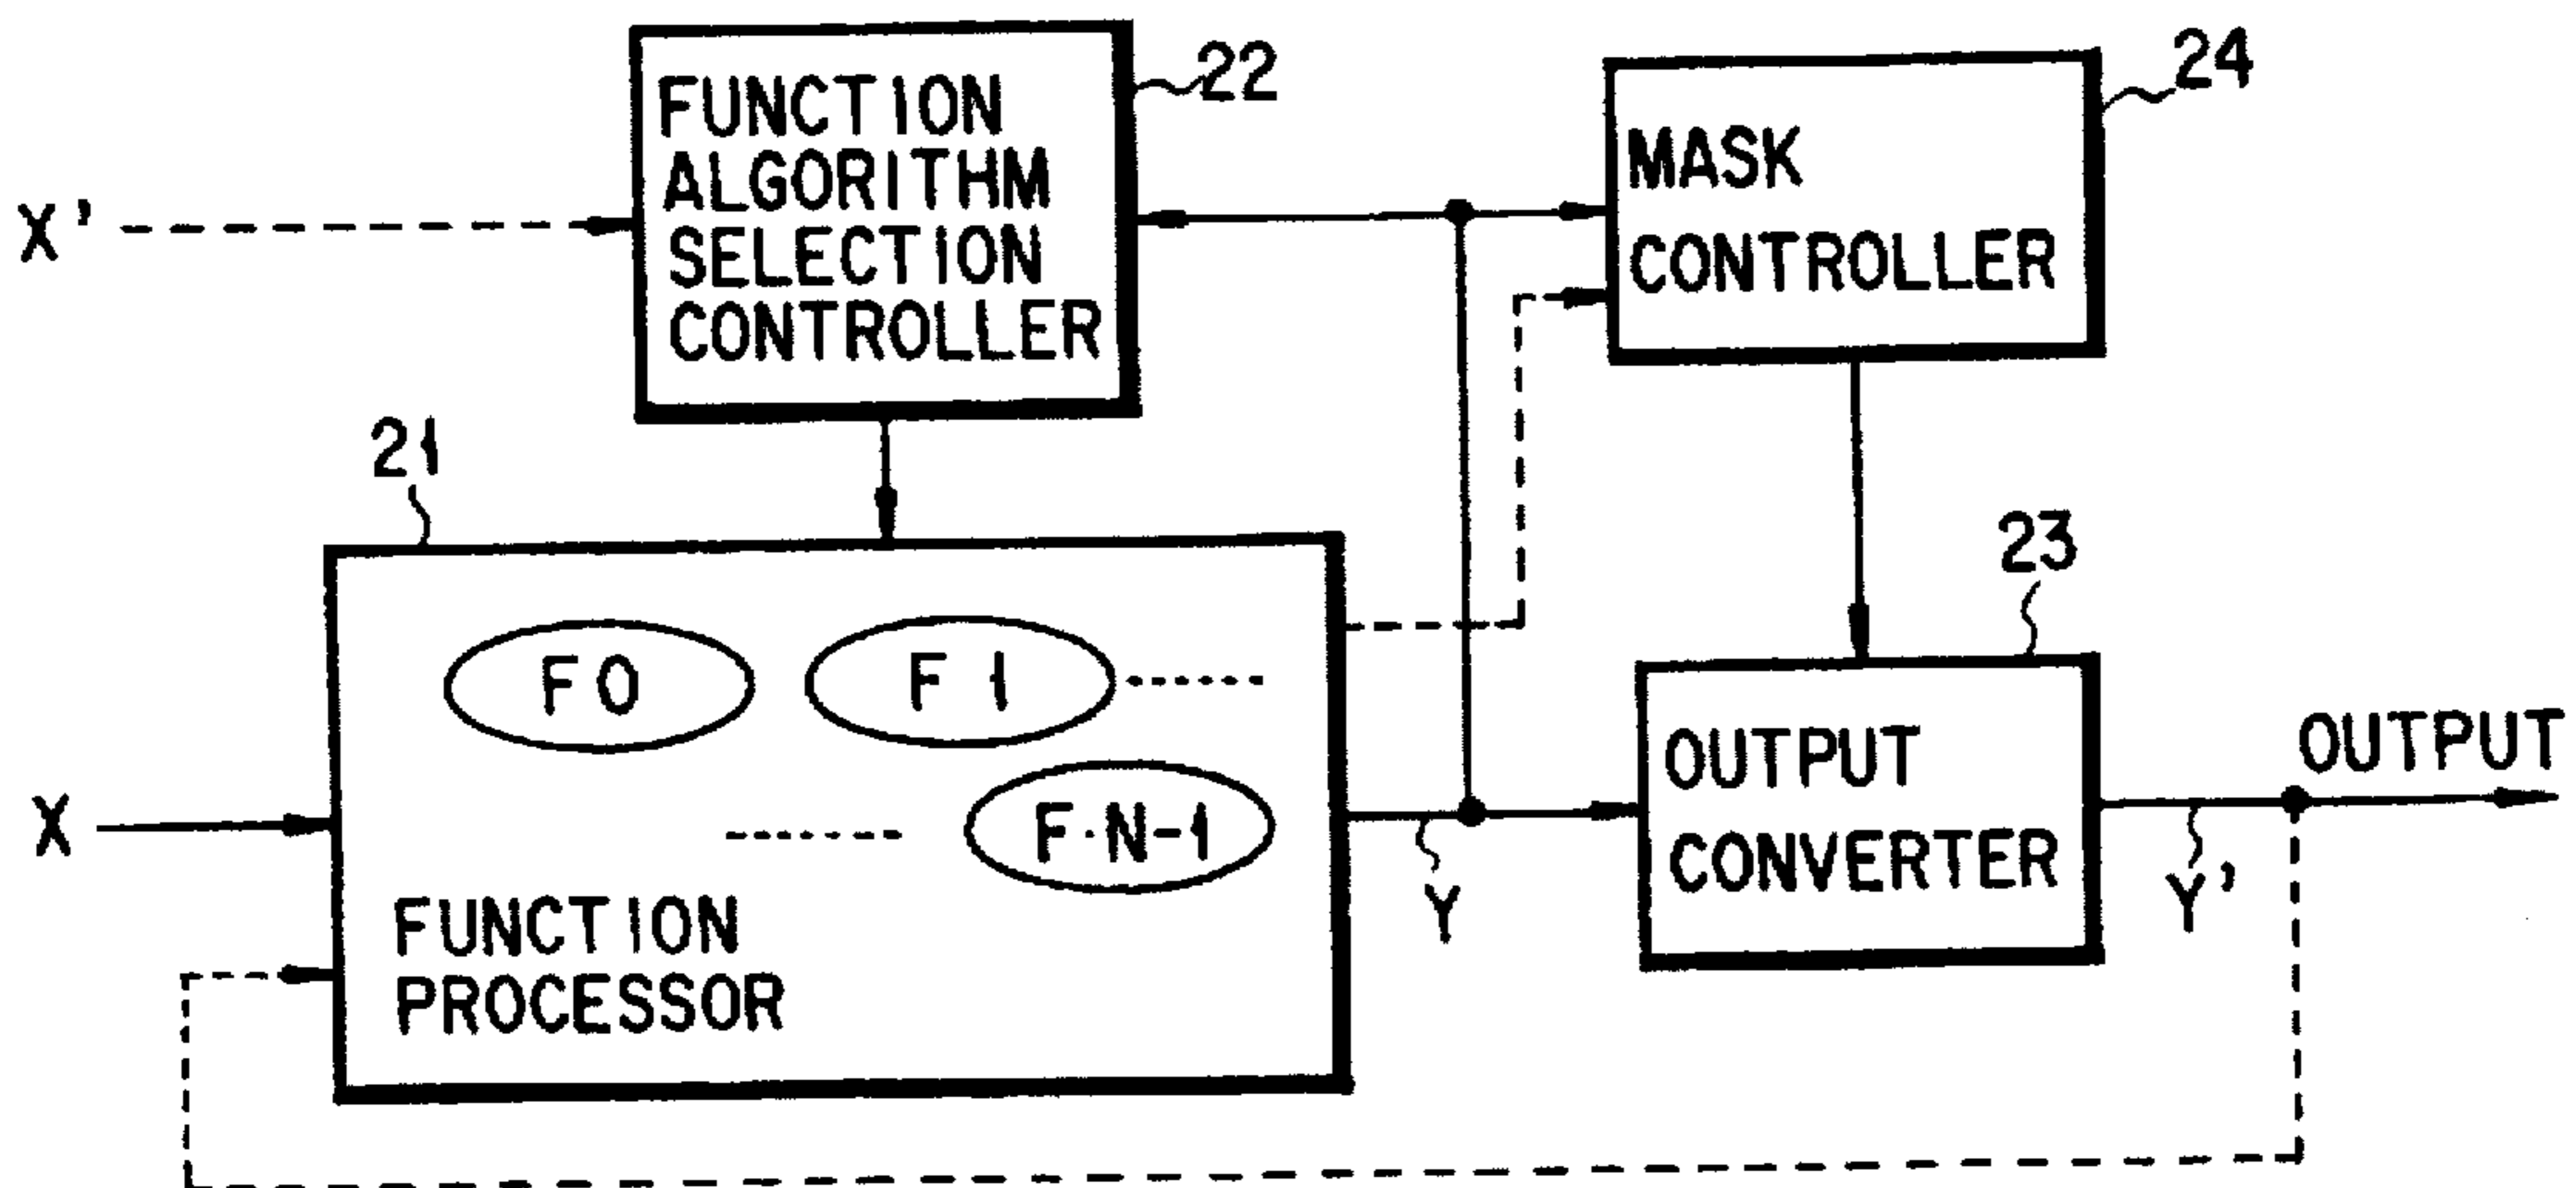 22
FUNCTION
ALGORITHM
SELECTION
CONTROLLER
X'
24
MASK
CONTROLLER
21
F0
F1
F·N-1
X
FUNCTION
PROCESSOR
Y
23
OUTPUT
CONVERTER
Y'
OUTPUT